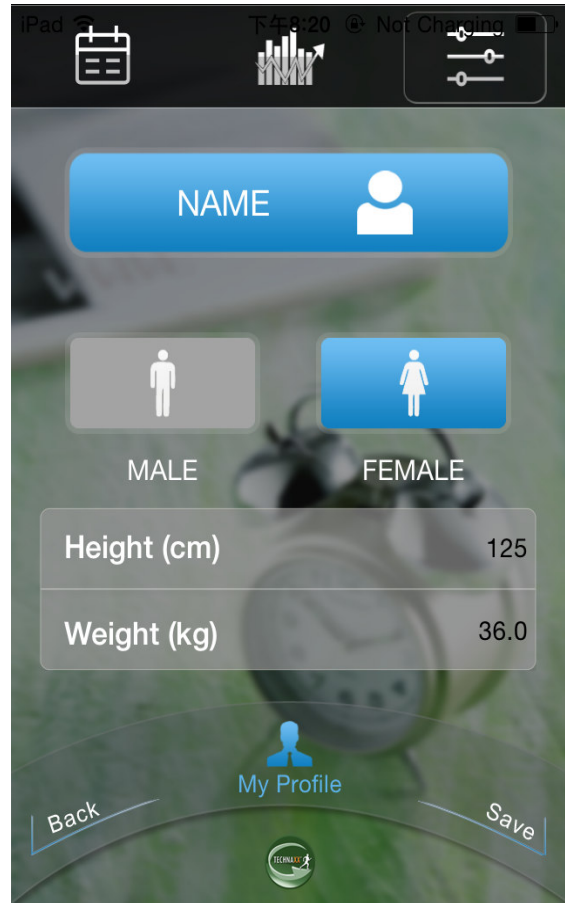 iPad 下午8:20 Not Charging
NAME
MALE FEMALE
Height (cm) 125
Weight (kg) 36.0
My Profile
Back Save
TECHNAXX